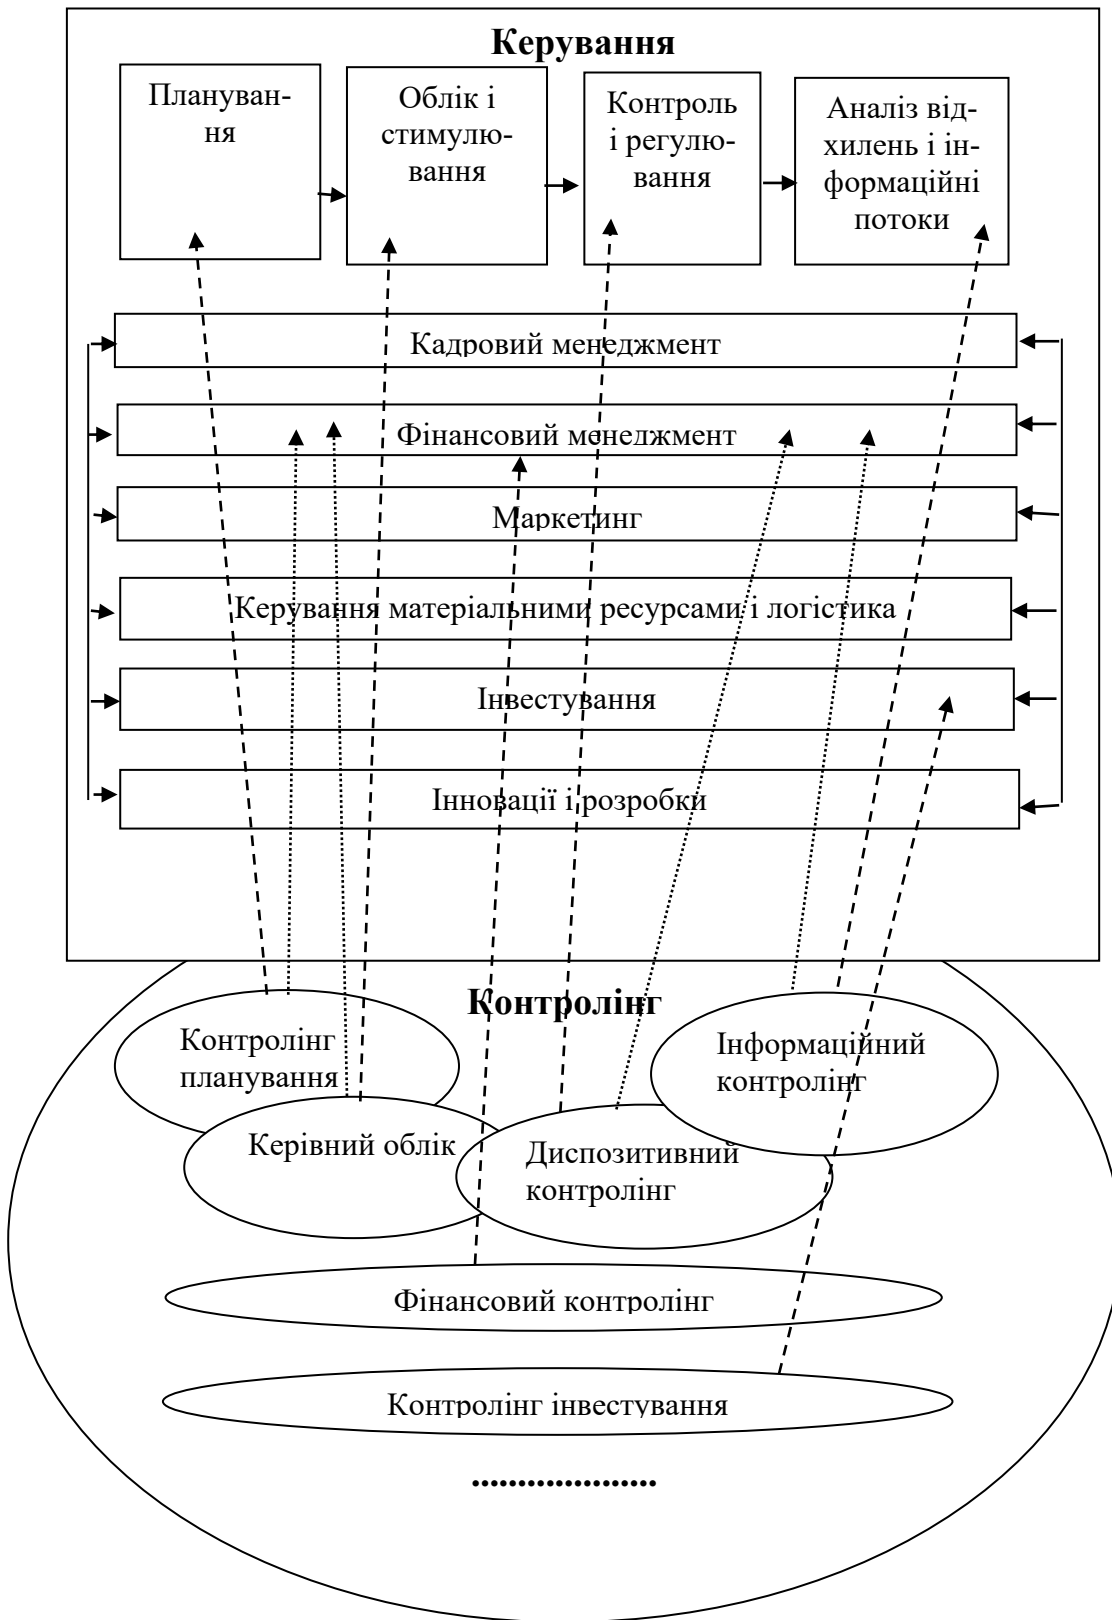 Керування
Плануван-
ня
Облік і
стимулю-
вання
Контроль
і регулю-
вання
Аналіз від-
хилень і ін-
формаційні
потоки
Кадровий менеджмент
Фінансовий менеджмент
Маркетинг
Керування матеріальними ресурсами і логістика
Інвестування
Інновації і розробки
Контролінг
Контролінг
планування
Інформаційний
контролінг
Керівний облік
Диспозитивний
контролінг
Фінансовий контролінг
Контролінг інвестування
....................